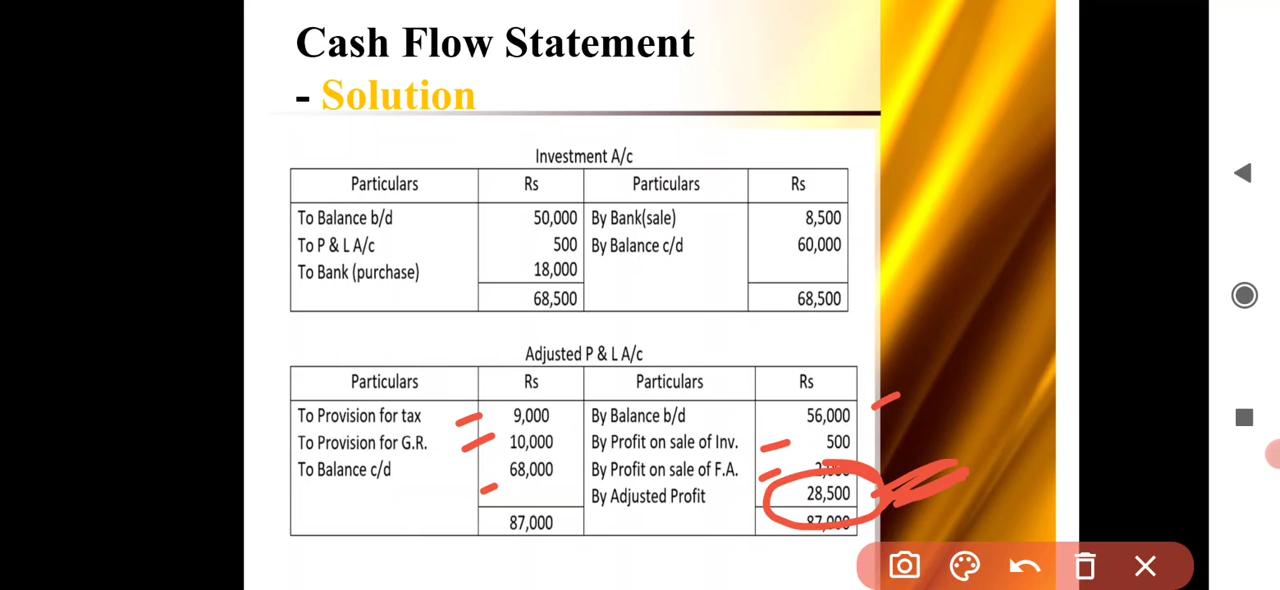 Cash Flow Statement
- Solution
Investment A/c
Particulars Rs Particulars Rs
To Balance b/d 50,000 By Bank(sale) 8,500
To P & L A/c 500 By Balance c/d 60,000
To Bank (purchase) 18,000
68,500 68,500
Adjusted P & L A/c
Particulars Rs Particulars Rs
To Provision for tax 9,000 By Balance b/d 56,000
To Provision for G.R. 10,000 By Profit on sale of Inv. 500
To Balance c/d 68,000 By Profit on sale of F.A. 2,000
By Adjusted Profit 28,500
87,000 87,000